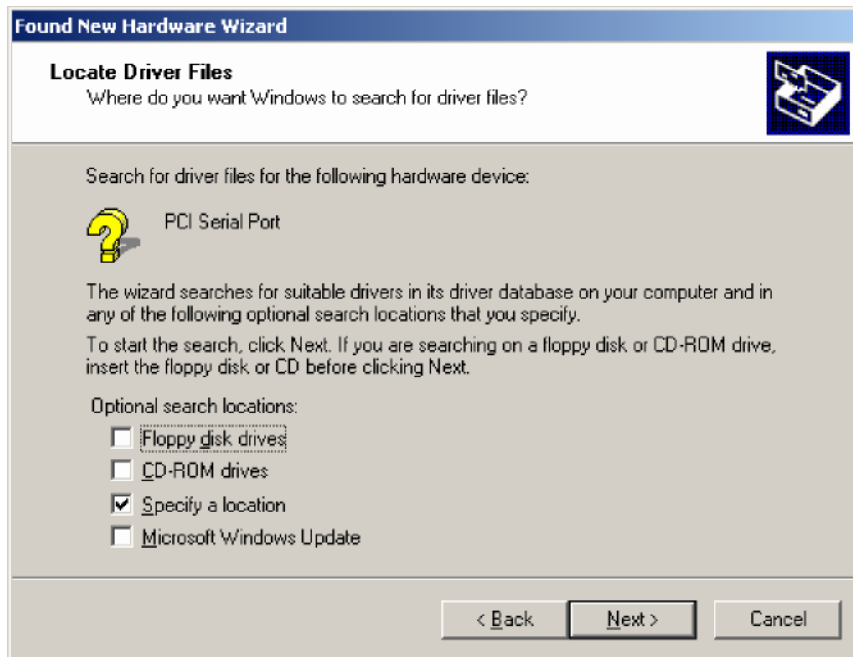 Found New Hardware Wizard
Locate Driver Files
Where do you want Windows to search for driver files?
Search for driver files for the following hardware device:
PCI Serial Port
The wizard searches for suitable drivers in its driver database on your computer and in
any of the following optional search locations that you specify.
To start the search, click Next. If you are searching on a floppy disk or CD-ROM drive,
insert the floppy disk or CD before clicking Next.
Optional search locations:
Floppy disk drives
CD-ROM drives
Specify a location
Microsoft Windows Update
< Back Next > Cancel